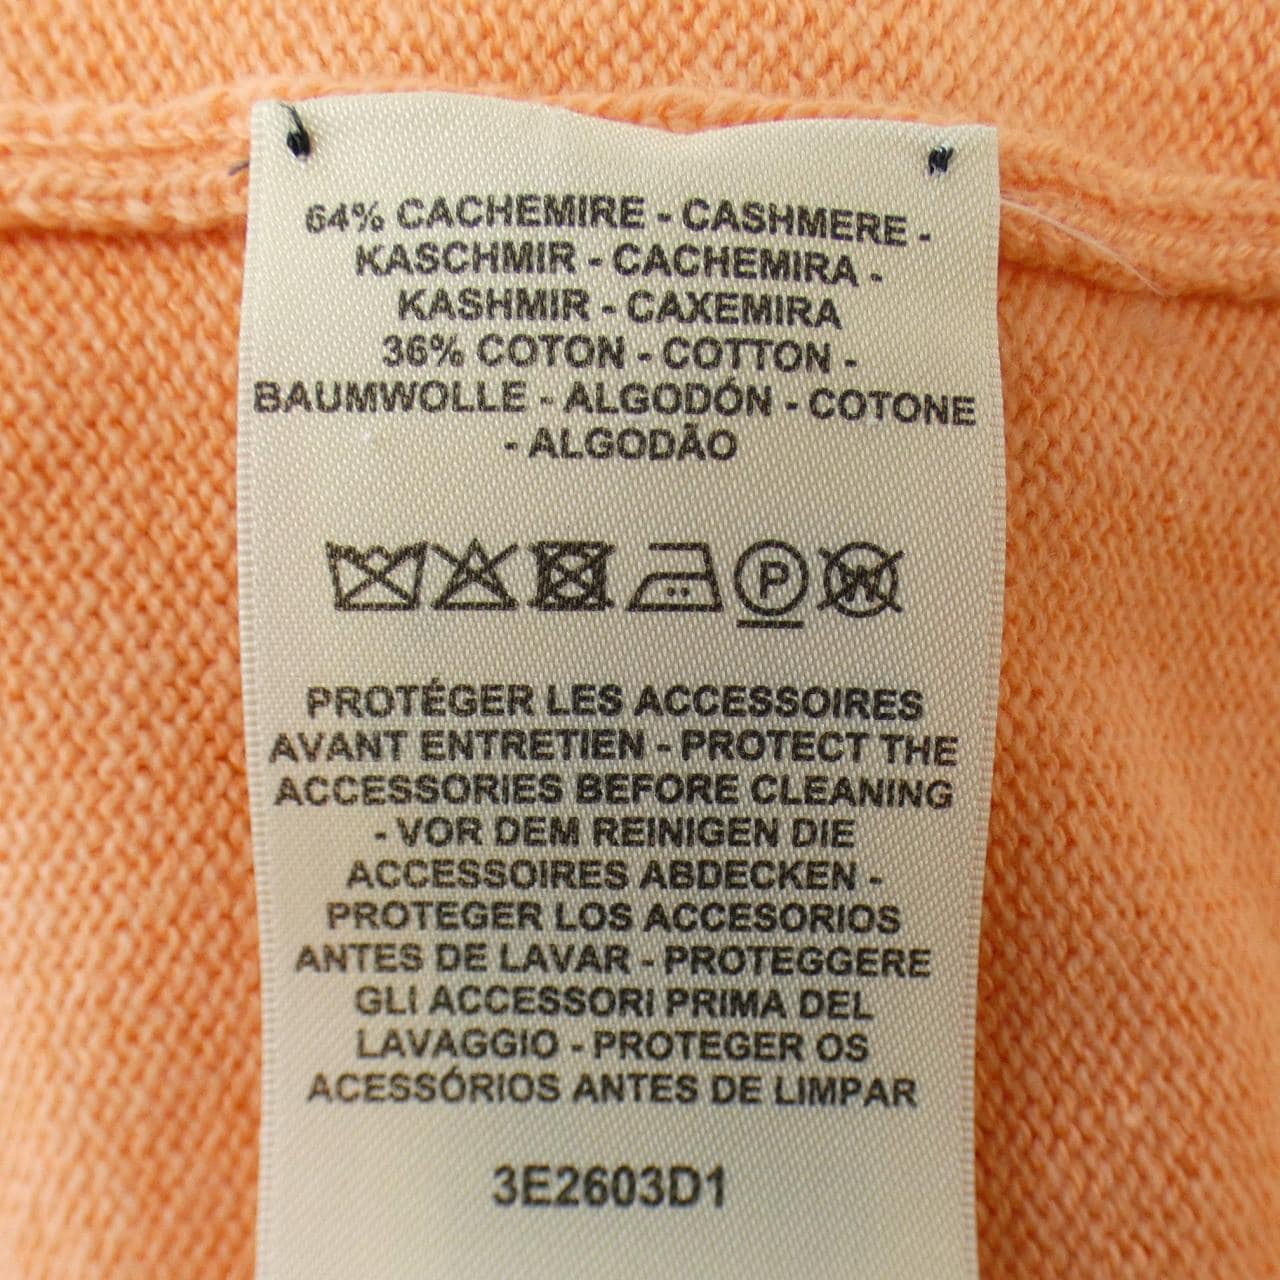 64% CACHEMIRE - CASHMERE -
KASCHMIR - CACHEMIRA -
KASHMIR - CAXEMIRA
36% COTON - COTTON -
BAUMWOLLE - ALGODÓN - COTONE
- ALGODÃO
P W
PROTÉGER LES ACCESSOIRES
AVANT ENTRETIEN - PROTECT THE
ACCESSORIES BEFORE CLEANING
- VOR DEM REINIGEN DIE
ACCESSOIRES ABDECKEN -
PROTEGER LOS ACCESORIOS
ANTES DE LAVAR - PROTEGGERE
GLI ACCESSORI PRIMA DEL
LAVAGGIO - PROTEGER OS
ACESSÓRIOS ANTES DE LIMPAR
3E2603D1